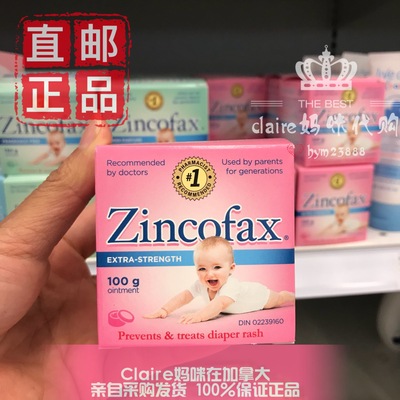 直邮
正品
THE BEST
claire妈咪代购
hym23888
Zincofax
Zincofax
Recommended
by doctors
PHARMACISTS
#1
RECOMMENDED
Used by parents
for generations
Zincofax®
EXTRA-STRENGTH
100 g
ointment
DIN 02239160
Prevents & treats diaper rash
Claire妈咪在加拿大
亲自采购发货 100%保证正品